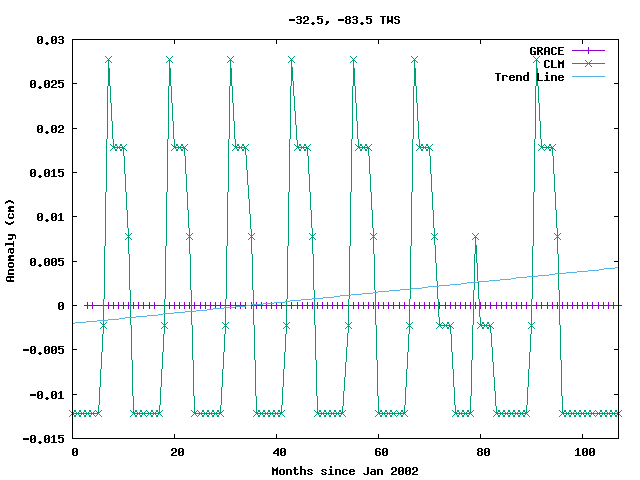 -32.5, -83.5 TWS
0.03
0.025
0.02
0.015
0.01
0.005
0
-0.005
-0.01
-0.015
Anomaly (cm)
GRACE
CLM
Trend Line
0 20 40 60 80 100
Months since Jan 2002